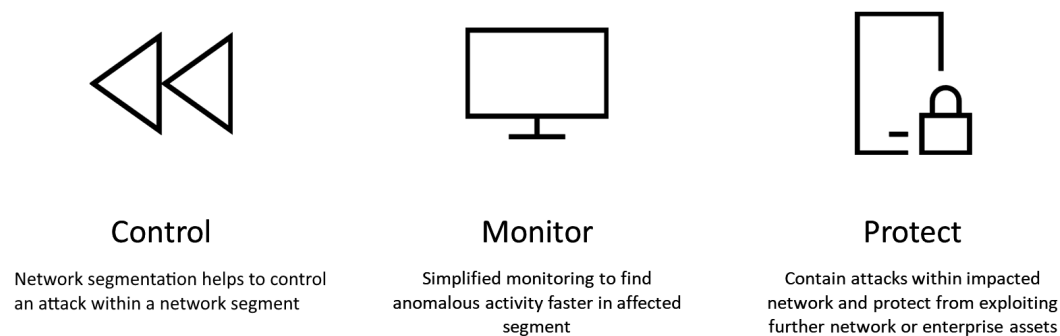 Control
Network segmentation helps to control
an attack within a network segment
Monitor
Simplified monitoring to find
anomalous activity faster in affected
segment
Protect
Contain attacks within impacted
network and protect from exploiting
further network or enterprise assets